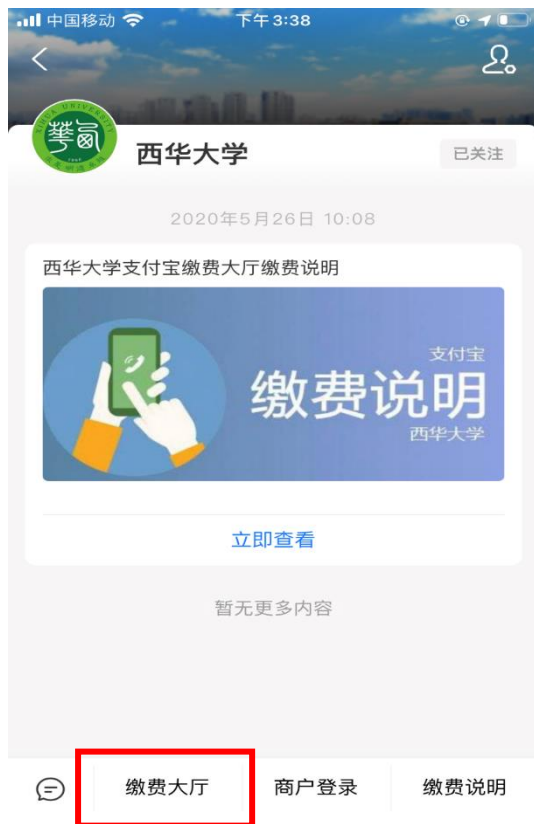 中国移动 下午3:38
XIHUA UNIVERSITY
西华大学
已关注
2020年5月26日 10:08
西华大学支付宝缴费大厅缴费说明
支付宝
缴费说明
西华大学
立即查看
暂无更多内容
缴费大厅 商户登录 缴费说明